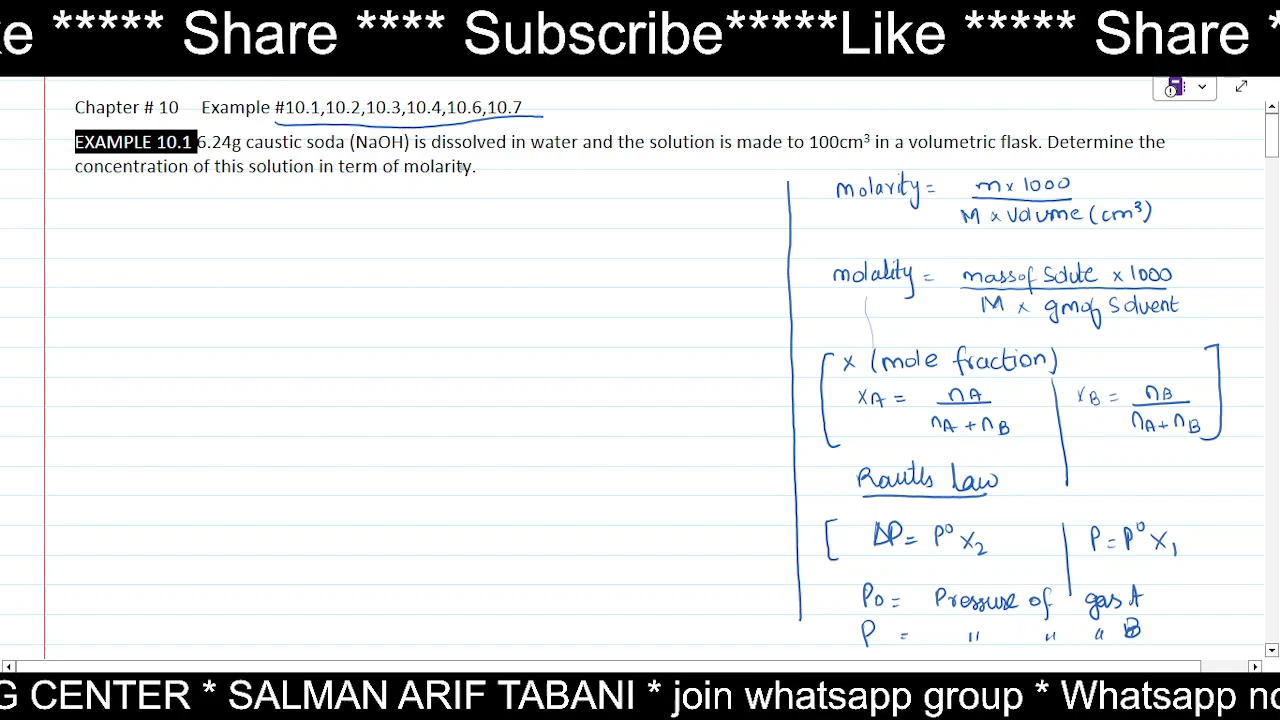 ke ***** Share **** Subscribe*****Like ***** Share *
Chapter # 10 Example #10.1,10.2,10.3,10.4,10.6,10.7
EXAMPLE 10.1 6.24g caustic soda (NaOH) is dissolved in water and the solution is made to 100cm³ in a volumetric flask. Determine the
concentration of this solution in term of molarity.
molarity = m x 1000
M x volume (cm³)
molality = mass of Solute x 1000
M x gm of Solvent
x (mole fraction)
xA = nA / nA + nB xB = nB / nA + nB
Raults Law
ΔP = P⁰ x₂ P = P⁰ x₁
P0 = Pressure of gas A
P = " " " B
G CENTER * SALMAN ARIF TABANI * join whatsapp group * Whatsapp no